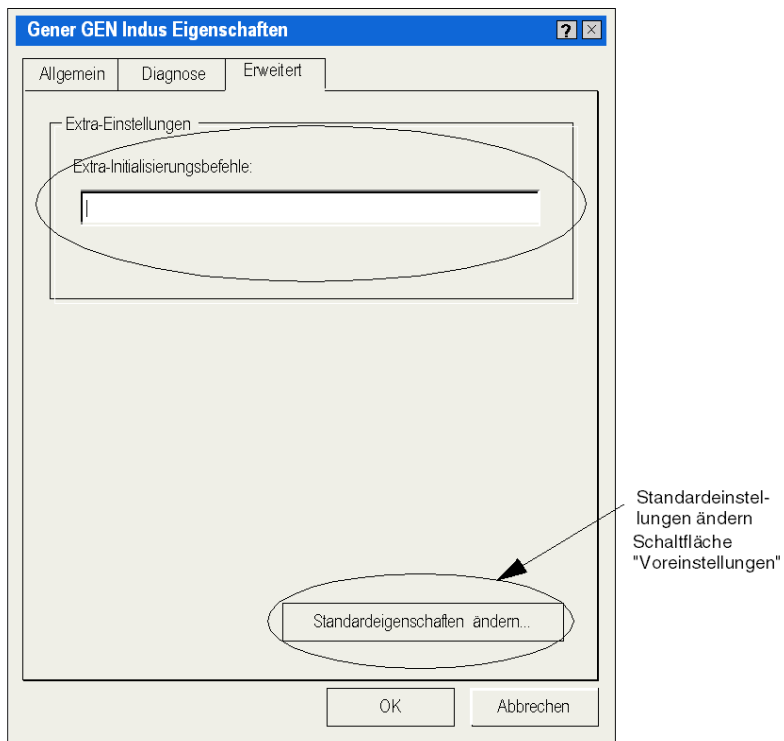 Gener GEN Indus Eigenschaften
Allgemein
Diagnose
Erweitert
Extra-Einstellungen
Extra-Initialisierungsbefehle:
Standardeinstel-
lungen ändern
Schaltfläche
"Voreinstellungen"
Standardeigenschaften ändern...
OK
Abbrechen